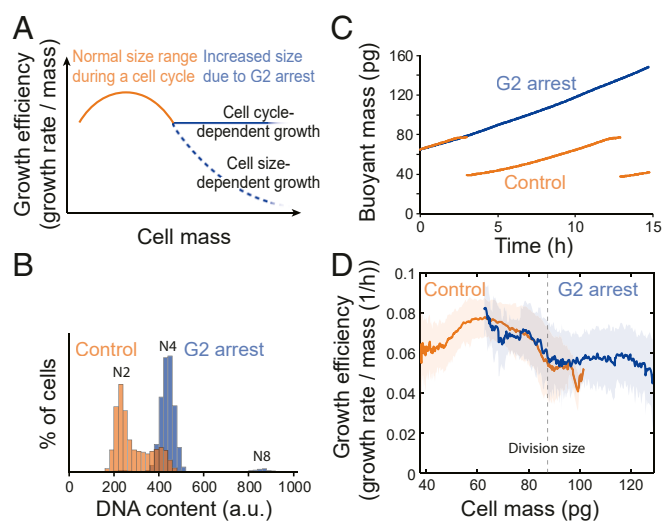 A
Normal size range
during a cell cycle
Increased size
due to G2 arrest
Growth efficiency
(growth rate / mass)
Cell cycle-
dependent growth
Cell size-
dependent growth
Cell mass
B
Control
N2
N4
G2 arrest
N8
% of cells
0
200
400
600
800
1000
DNA content (a.u.)
C
Buoyant mass (pg)
160
120
80
40
0
G2 arrest
Control
0
5
10
15
Time (h)
D
Growth efficiency
(growth rate / mass (1/h)
0.1
0.08
0.06
0.04
0.02
0
Control
G2 arrest
Division size
40
60
80
100
120
Cell mass (pg)